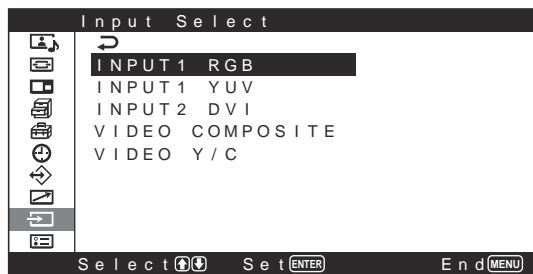 Input Select
INPUT1 RGB
INPUT1 YUV
INPUT2 DVI
VIDEO COMPOSITE
VIDEO Y/C
Select Set ENTER End MENU